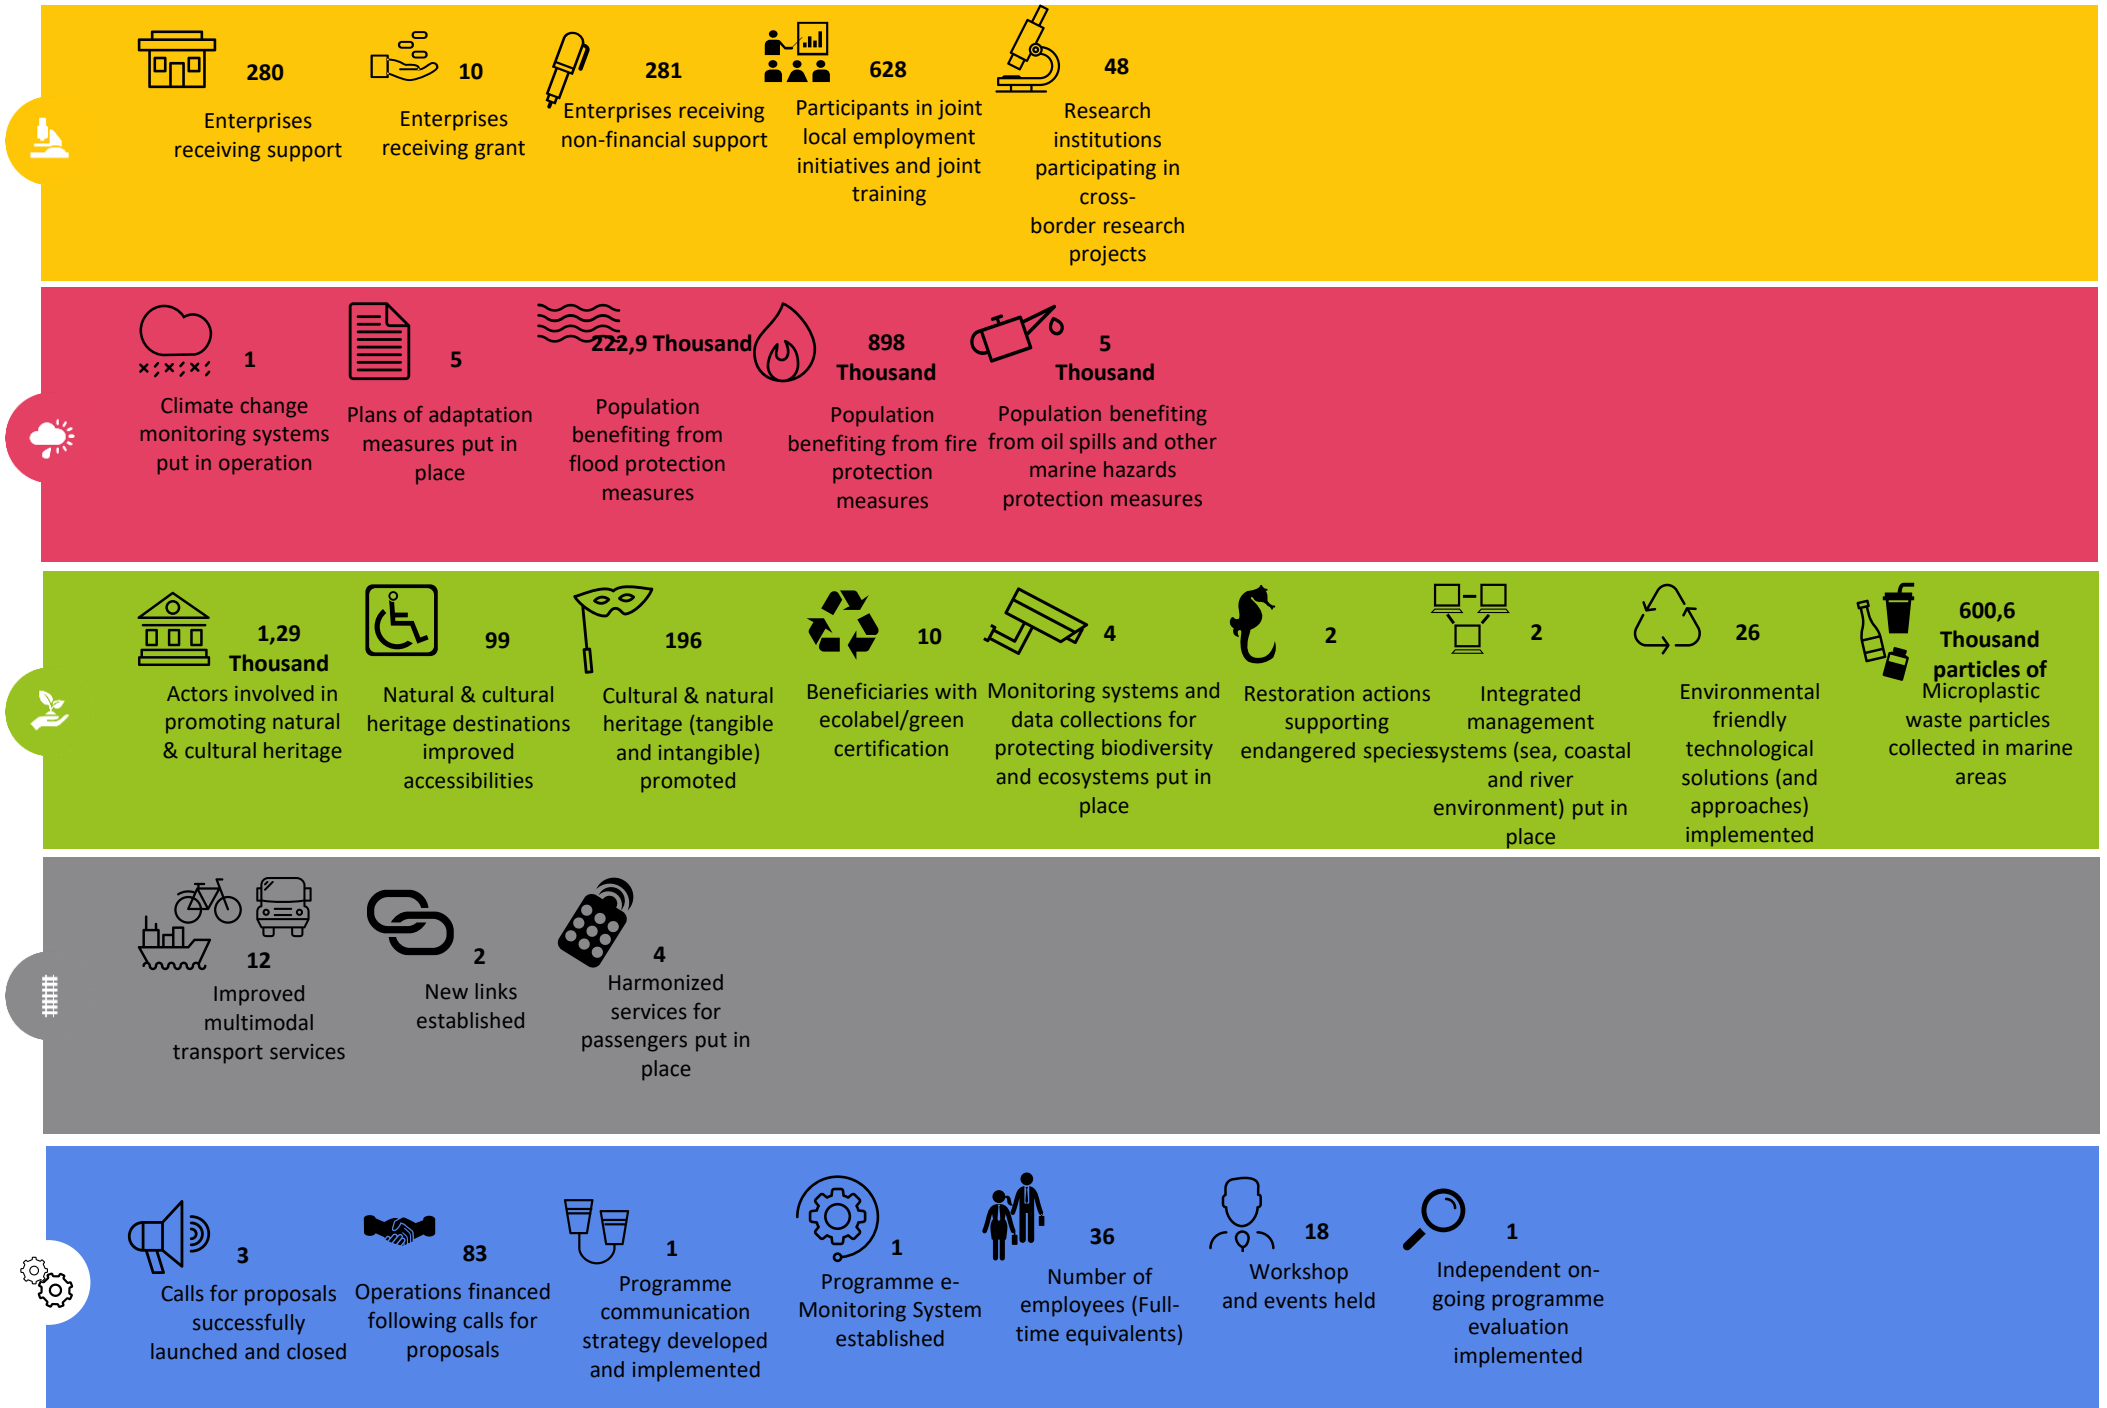 280
Enterprises
receiving support
10
Enterprises
receiving grant
281
Enterprises receiving
non-financial support
628
Participants in joint
local employment
initiatives and joint
training
48
Research
institutions
participating in
cross-
border research
projects
1
Climate change
monitoring systems
put in operation
5
Plans of adaptation
measures put in
place
222,9 Thousand
Population
benefiting from
flood protection
measures
898
Thousand
Population
benefiting from fire
protection
measures
5
Thousand
Population benefiting
from oil spills and other
marine hazards
protection measures
1,29
Thousand
Actors involved in
promoting natural
& cultural heritage
99
Natural & cultural
heritage destinations
improved
accessibilities
196
Cultural & natural
heritage (tangible
and intangible)
promoted
10
Beneficiaries with
ecolabel/green
certification
4
Monitoring systems and
data collections for
protecting biodiversity
and ecosystems put in
place
2
Restoration actions
supporting
endangered species
2
Integrated
management
systems (sea, coastal
and river
environment) put in
place
26
Environmental
friendly
technological
solutions (and
approaches)
implemented
600,6
Thousand
particles of
Microplastic
waste particles
collected in marine
areas
12
Improved
multimodal
transport services
2
New links
established
4
Harmonized
services for
passengers put in
place
3
Calls for proposals
successfully
launched and closed
83
Operations financed
following calls for
proposals
1
Programme
communication
strategy developed
and implemented
1
Programme e-
Monitoring System
established
36
Number of
employees (Full-
time equivalents)
18
Workshop
and events held
1
Independent on-
going programme
evaluation
implemented